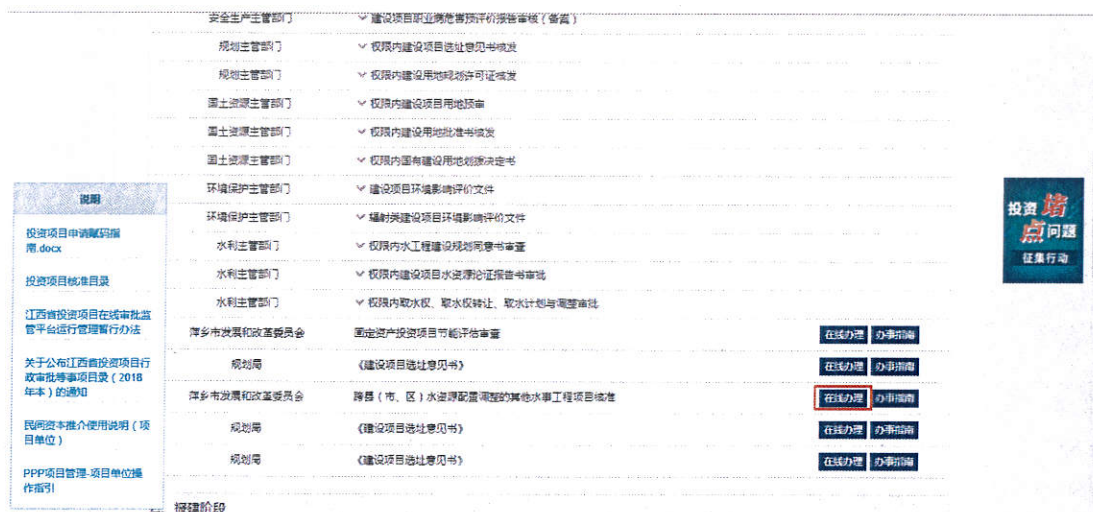 安全生产主管部门 建设项目职业病危害预评价报告审核（备案）
规划主管部门 权限内建设项目选址意见书核发
规划主管部门 权限内建设用地规划许可证核发
国土资源主管部门 权限内建设项目用地预审
国土资源主管部门 权限内建设用地批准书核发
国土资源主管部门 权限内国有建设用地划拨决定书
环境保护主管部门 建设项目环境影响评价文件
环境保护主管部门 辐射类建设项目环境影响评价文件
水利主管部门 权限内水工程建设规划同意书审查
水利主管部门 权限内建设项目水资源论证报告书审批
水利主管部门 权限内取水权、取水权转让、取水计划与调整审批
萍乡市发展和改革委员会 固定资产投资项目节能评估审查 在线办理 办事指南
规划局 《建设项目选址意见书》 在线办理 办事指南
萍乡市发展和改革委员会 跨县（市、区）水资源配置调整的其他水事工程项目核准 在线办理 办事指南
规划局 《建设项目选址意见书》 在线办理 办事指南
规划局 《建设项目选址意见书》 在线办理 办事指南
报建阶段
说明
投资项目申请赋码指
南.docx
投资项目核准目录
江西省投资项目在线审批监
管平台运行管理暂行办法
关于公布江西省投资项目行
政审批等事项目录（2018
年本）的通知
民间资本推介使用说明（项
目单位）
PPP项目管理-项目单位操
作指引
投资堵
点问题
征集行动